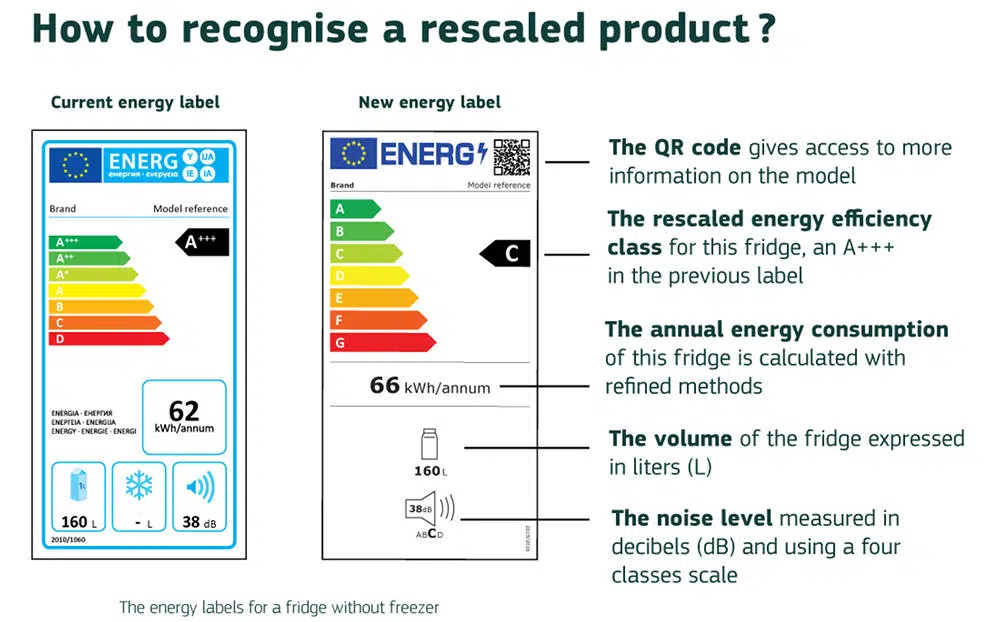 How to recognise a rescaled product?
Current energy label
New energy label
ENERG
енергия · ενεργεια
Y UA
IE IA
Brand Model reference
A+++
A++
A+
A
B
C
D
A+++
ENERGIA · ЕНЕРГИЯ
ΕΝΕΡΓΕΙΑ · ENERGIJA
ENERGY · ENERGIE · ENERGI
62
kWh/annum
160 L
- L
38 dB
2010/1060
ENERG
Brand Model reference
A
B
C
D
E
F
G
C
66 kWh/annum
160 L
38dB
ABCD
The QR code gives access to more
information on the model
The rescaled energy efficiency
class for this fridge, an A+++
in the previous label
The annual energy consumption
of this fridge is calculated with
refined methods
The volume of the fridge expressed
in liters (L)
The noise level measured in
decibels (dB) and using a four
classes scale
The energy labels for a fridge without freezer